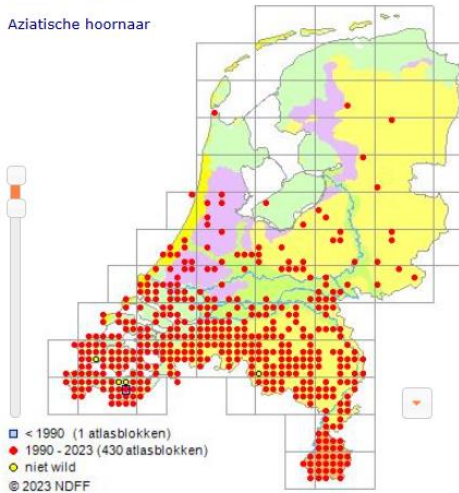 Aziatische hoornaar
< 1990 (1 atlasblokken)
1990 - 2023 (430 atlasblokken)
niet wild
© 2023 NDFF